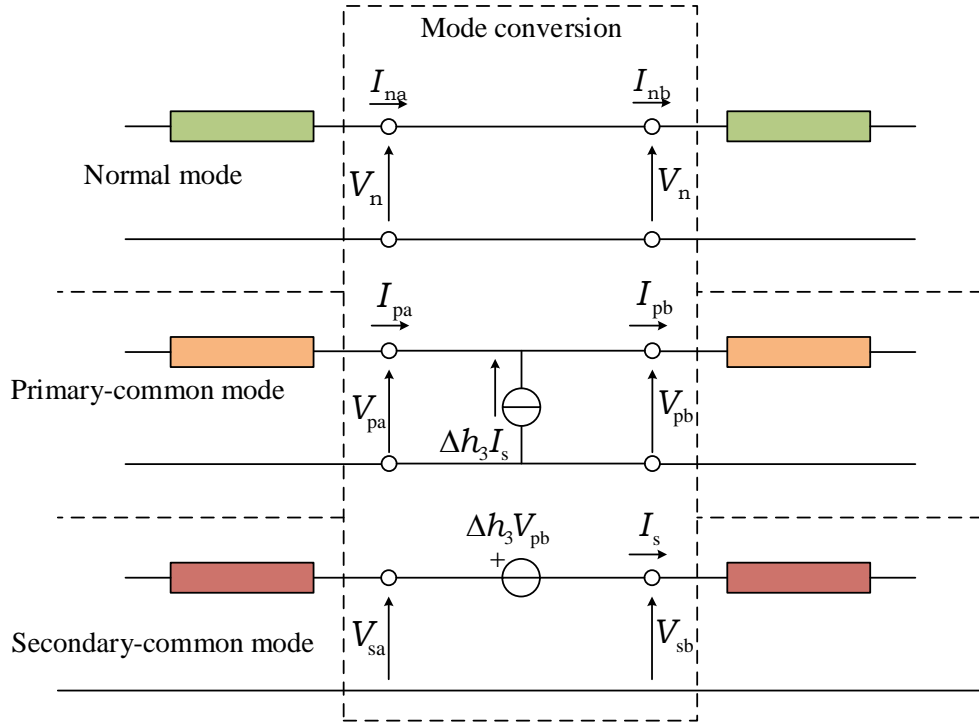 Mode conversion
I_na
I_nb
Normal mode
V_n
V_n
I_pa
I_pb
Primary-common mode
V_pa
V_pb
Δh_3I_s
Δh_3V_pb
I_s
+
Secondary-common mode
V_sa
V_sb